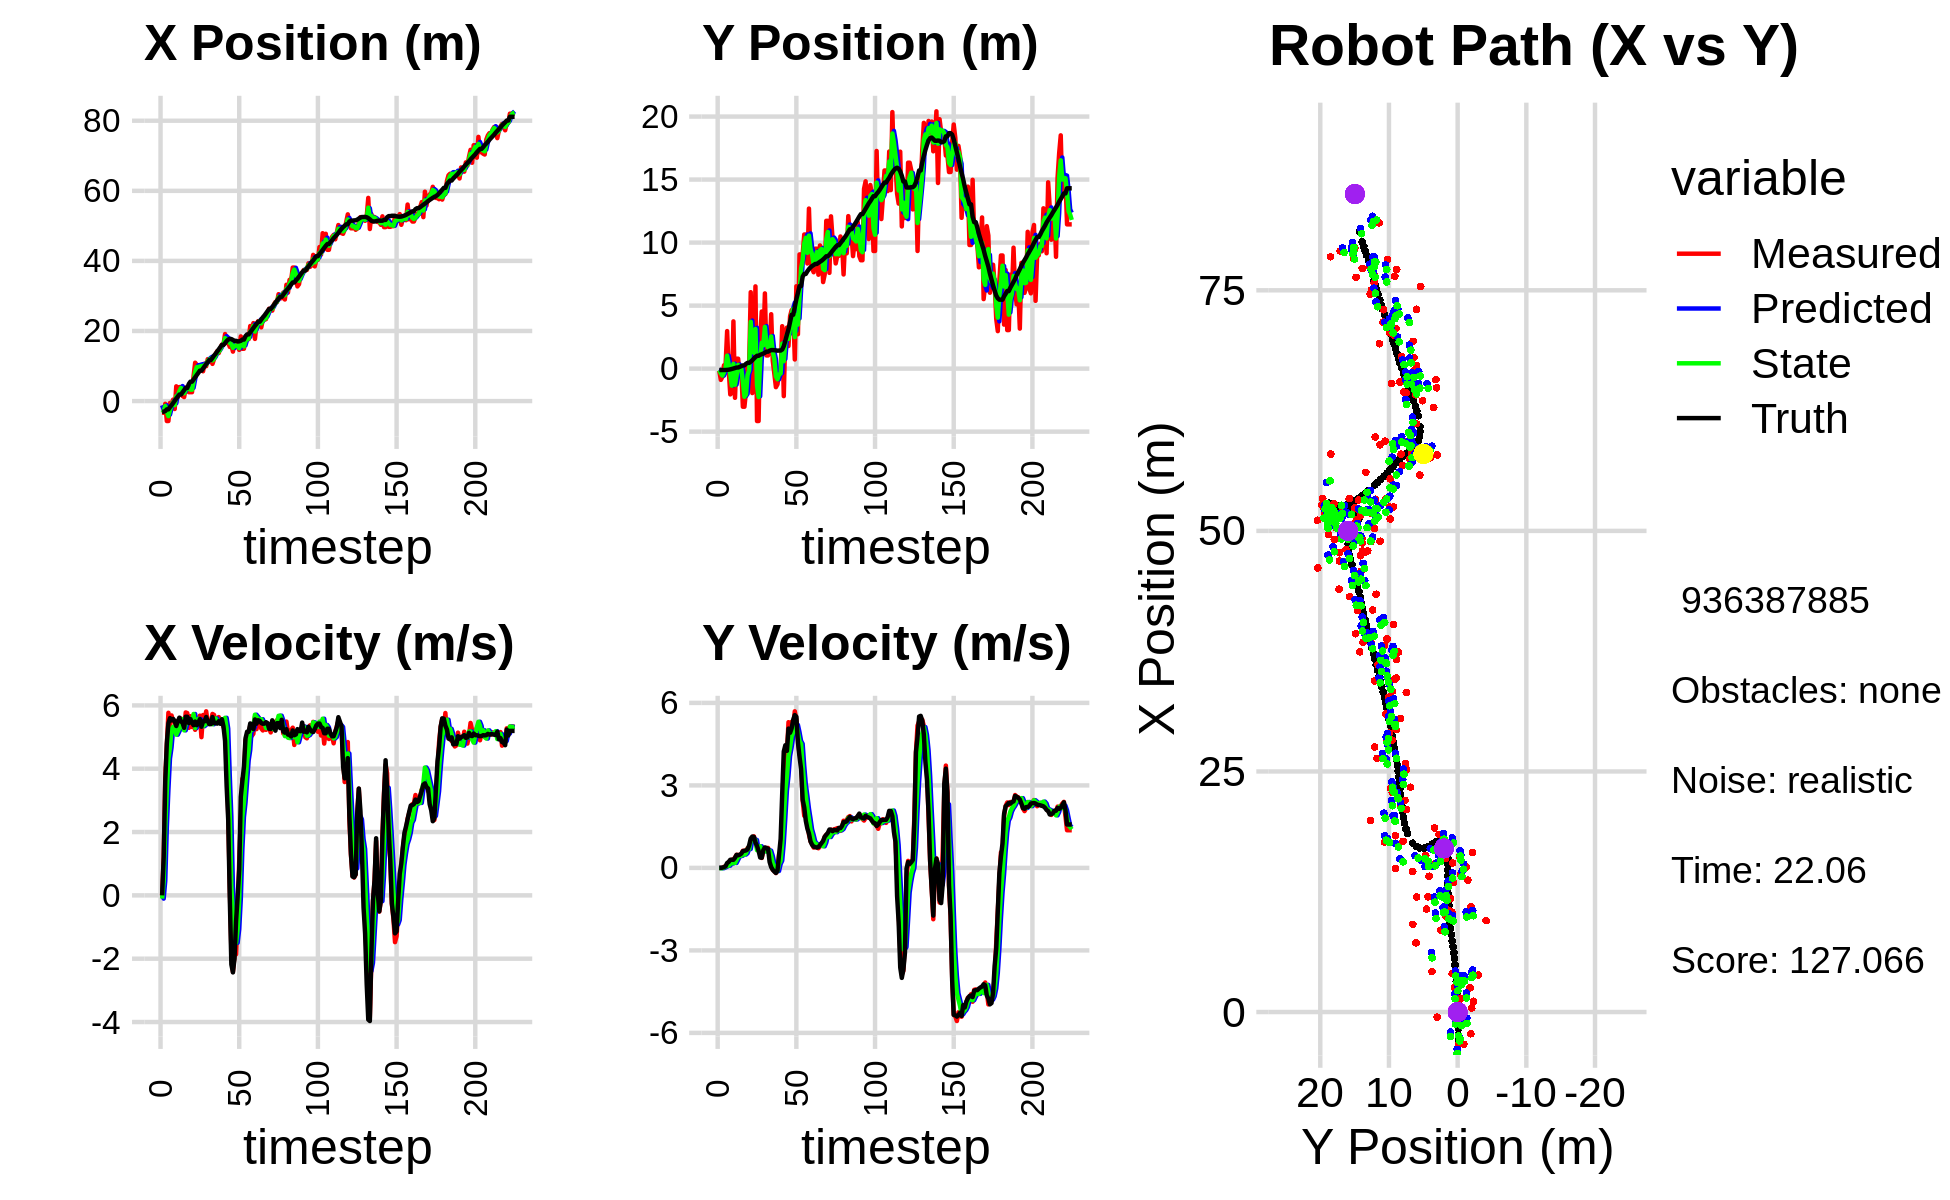 X Position (m)
80
60
40
20
0
0 50 100 150 200
timestep
Y Position (m)
20
15
10
5
0
-5
0 50 100 150 200
timestep
X Velocity (m/s)
6
4
2
0
-2
-4
0 50 100 150 200
timestep
Y Velocity (m/s)
6
3
0
-3
-6
0 50 100 150 200
timestep
Robot Path (X vs Y)
X Position (m)
75
50
25
0
20 10 0 -10 -20
Y Position (m)
variable
Measured
Predicted
State
Truth
936387885
Obstacles: none
Noise: realistic
Time: 22.06
Score: 127.066